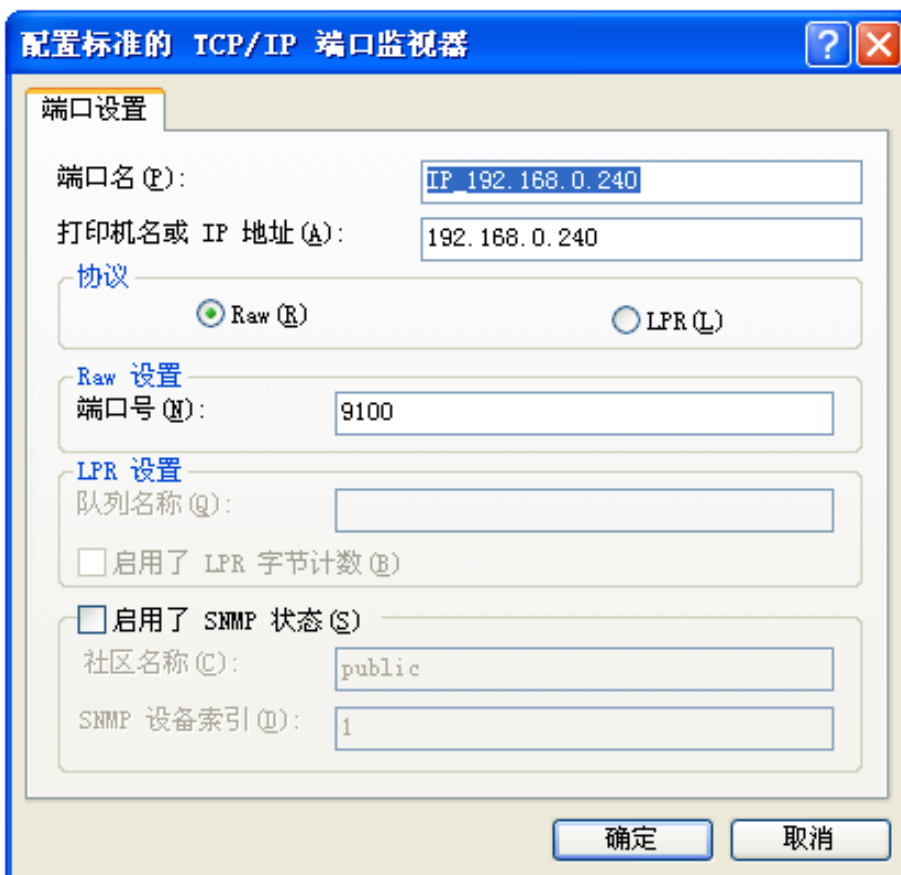 配置标准的 TCP/IP 端口监视器
端口设置
端口名(P): IP_192.168.0.240
打印机名或 IP 地址(A): 192.168.0.240
协议
Raw(R) LPR(L)
Raw 设置
端口号(N): 9100
LPR 设置
队列名称(Q):
启用了 LPR 字节计数(B)
启用了 SNMP 状态(S)
社区名称(C): public
SNMP 设备索引(D): 1
确定 取消